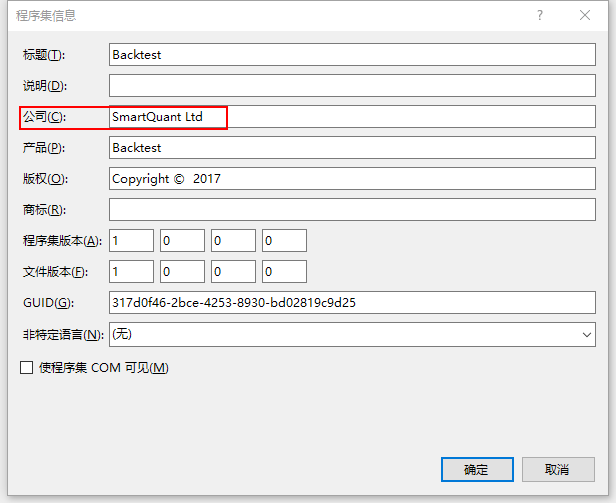 程序集信息
标题(T): Backtest
说明(D):
公司(C): SmartQuant Ltd
产品(P): Backtest
版权(O): Copyright © 2017
商标(R):
程序集版本(A): 1 0 0 0
文件版本(F): 1 0 0 0
GUID(G): 317d0f46-2bce-4253-8930-bd02819c9d25
非特定语言(N): (无)
使程序集 COM 可见(M)
确定 取消